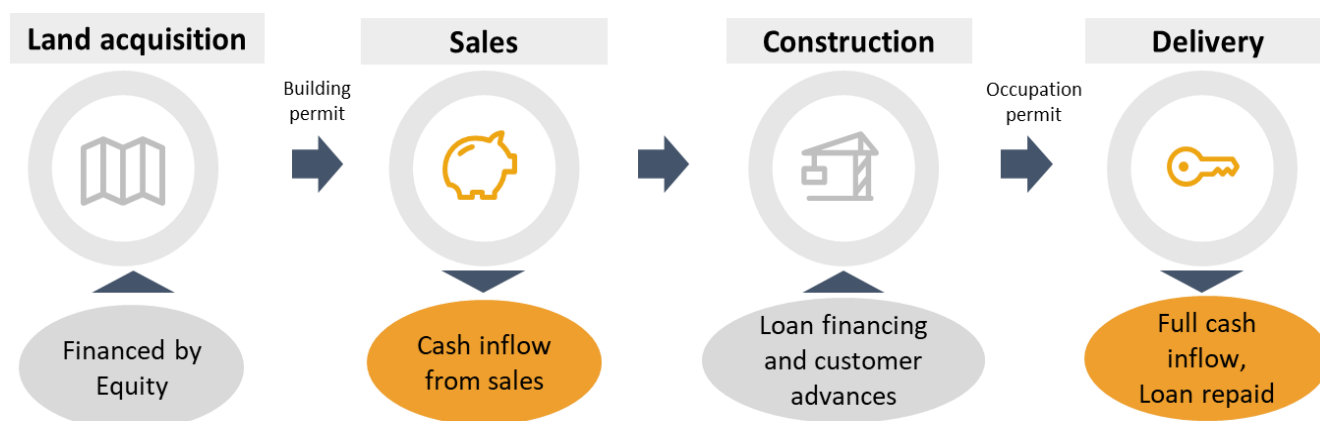 Land acquisition
Sales
Construction
Delivery
Building
permit
Occupation
permit
Financed by
Equity
Cash inflow
from sales
Loan financing
and customer
advances
Full cash
inflow,
Loan repaid